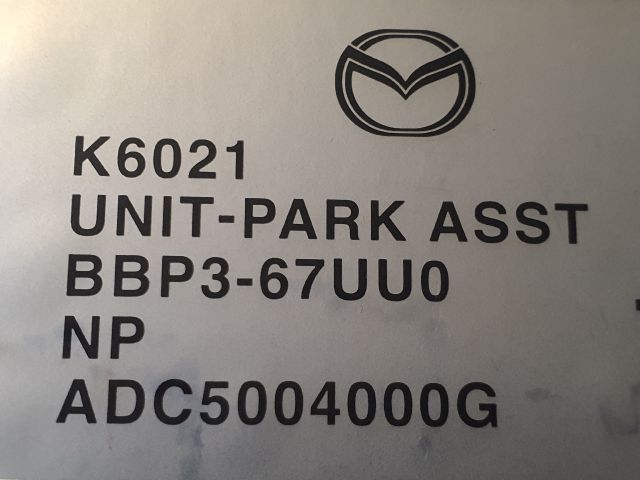 K6021
UNIT-PARK ASST
BBP3-67UU0
NP
ADC5004000G